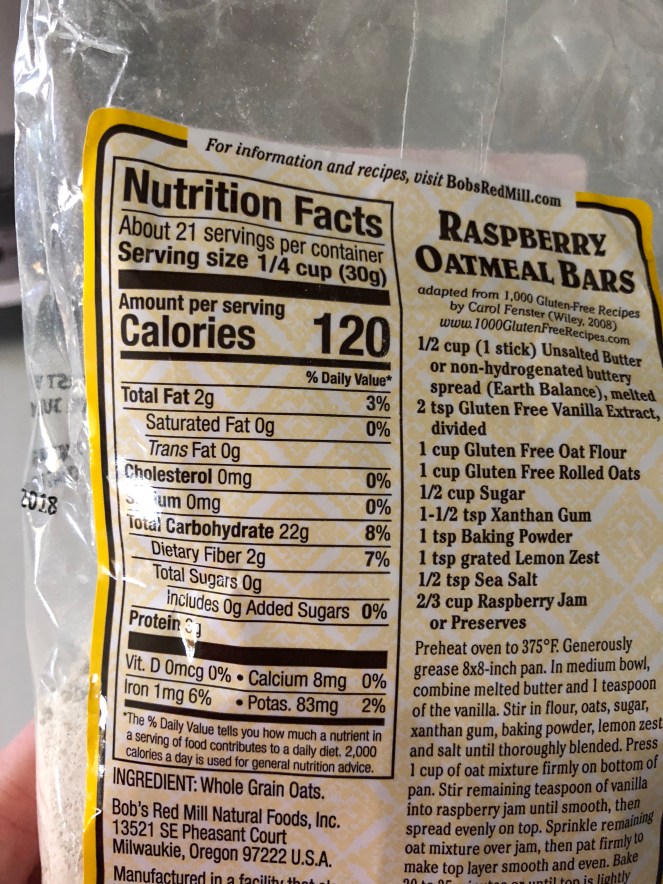 For information and recipes, visit BobsRedMill.com
Nutrition Facts
About 21 servings per container
Serving size 1/4 cup (30g)
Amount per serving
Calories 120
% Daily Value*
Total Fat 2g 3%
Saturated Fat 0g 0%
Trans Fat 0g
Cholesterol 0mg 0%
um 0mg 0%
Total Carbohydrate 22g 8%
Dietary Fiber 2g 7%
Total Sugars 0g
Includes 0g Added Sugars 0%
Protein 3g
Vit. D 0mcg 0% • Calcium 8mg 0%
Iron 1mg 6% • Potas. 83mg 2%
*The % Daily Value tells you how much a nutrient in
a serving of food contributes to a daily diet. 2,000
calories a day is used for general nutrition advice.
INGREDIENT: Whole Grain Oats.
Bob's Red Mill Natural Foods, Inc.
13521 SE Pheasant Court
Milwaukie, Oregon 97222 U.S.A.
Manufactured in a facility that
RASPBERRY
OATMEAL BARS
adapted from 1,000 Gluten-Free Recipes
by Carol Fenster (Wiley, 2008)
www.1000GlutenFreeRecipes.com
1/2 cup (1 stick) Unsalted Butter
or non-hydrogenated buttery
spread (Earth Balance), melted
2 tsp Gluten Free Vanilla Extract,
divided
1 cup Gluten Free Oat Flour
1 cup Gluten Free Rolled Oats
1/2 cup Sugar
1-1/2 tsp Xanthan Gum
1 tsp Baking Powder
1 tsp grated Lemon Zest
1/2 tsp Sea Salt
2/3 cup Raspberry Jam
or Preserves
Preheat oven to 375°F. Generously
grease 8x8-inch pan. In medium bowl,
combine melted butter and 1 teaspoon
of the vanilla. Stir in flour, oats, sugar,
xanthan gum, baking powder, lemon zest
and salt until thoroughly blended. Press
1 cup of oat mixture firmly on bottom of
pan. Stir remaining teaspoon of vanilla
into raspberry jam until smooth, then
spread evenly on top. Sprinkle remaining
oat mixture over jam, then pat firmly to
make top layer smooth and even. Bake
until top is lightly
2018